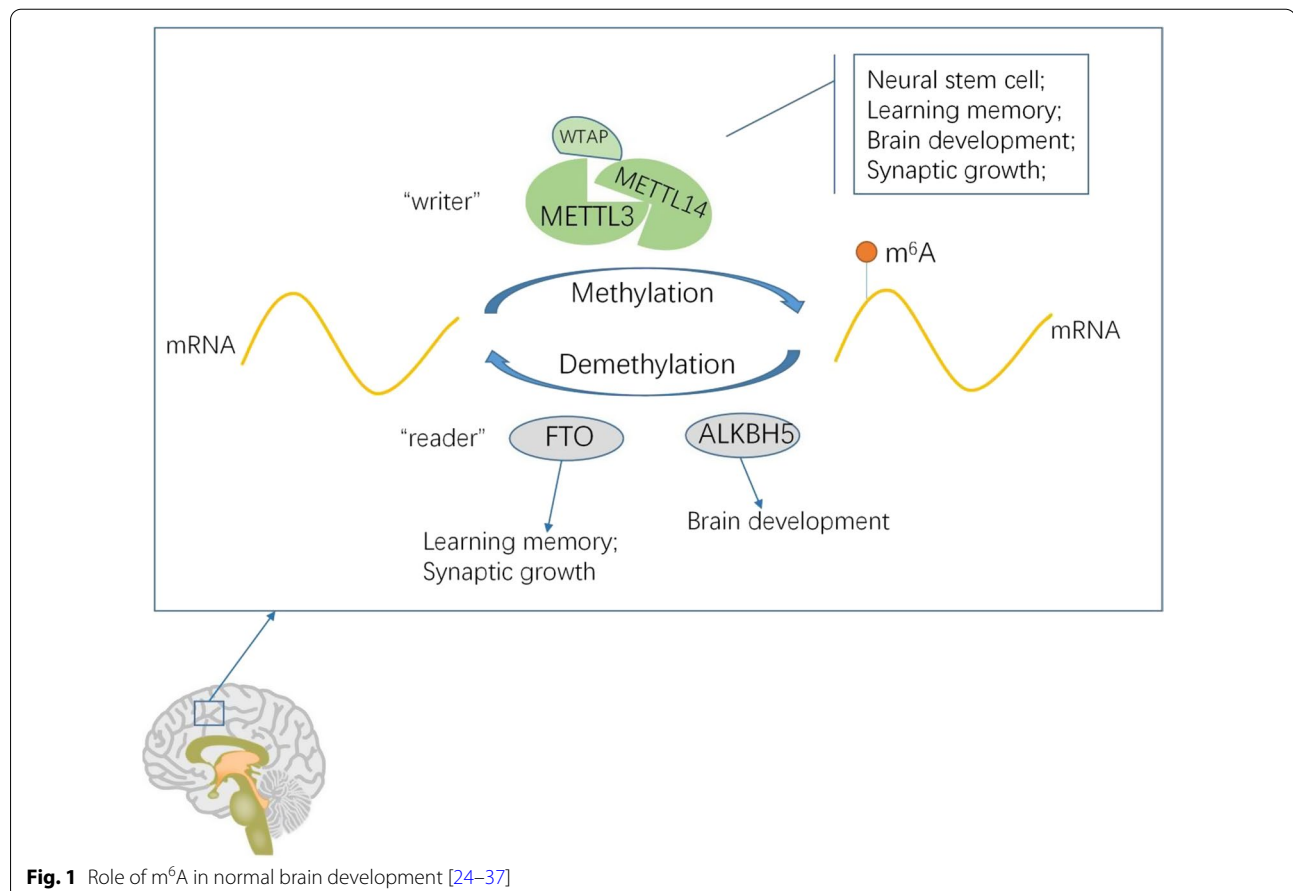 Neural stem cell;
Learning memory;
Brain development;
Synaptic growth;
WTAP
METTL14
METTL3
“writer”
m⁶A
Methylation
mRNA
mRNA
Demethylation
“reader”
FTO
ALKBH5
Brain development
Learning memory;
Synaptic growth
Fig. 1 Role of m⁶A in normal brain development [24–37]